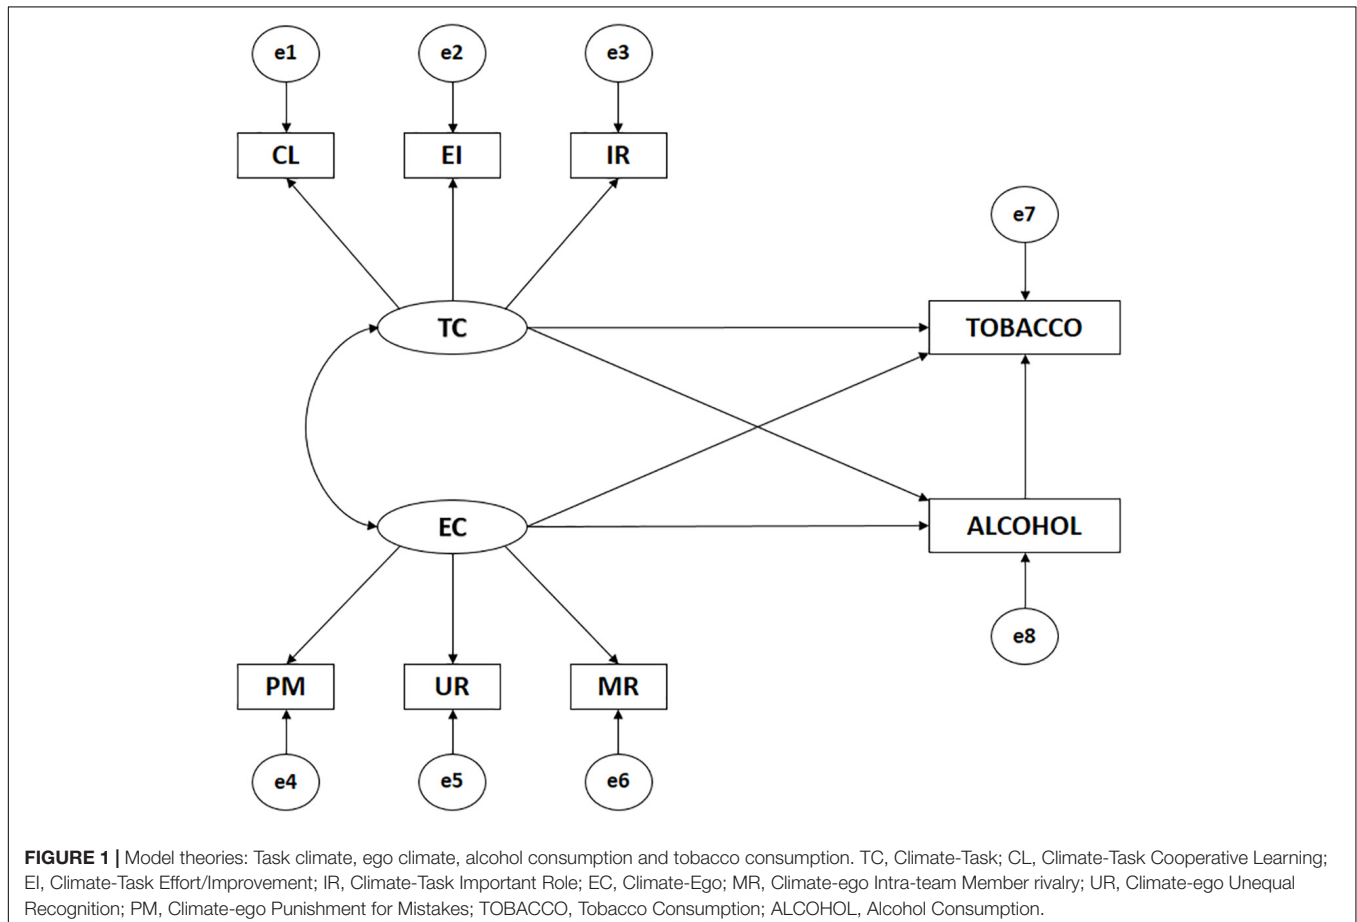 e1
e2
e3
CL
EI
IR
e7
TC
TOBACCO
EC
ALCOHOL
e8
PM
UR
MR
e4
e5
e6
FIGURE 1 | Model theories: Task climate, ego climate, alcohol consumption and tobacco consumption. TC, Climate-Task; CL, Climate-Task Cooperative Learning;
EI, Climate-Task Effort/Improvement; IR, Climate-Task Important Role; EC, Climate-Ego; MR, Climate-ego Intra-team Member rivalry; UR, Climate-ego Unequal
Recognition; PM, Climate-ego Punishment for Mistakes; TOBACCO, Tobacco Consumption; ALCOHOL, Alcohol Consumption.